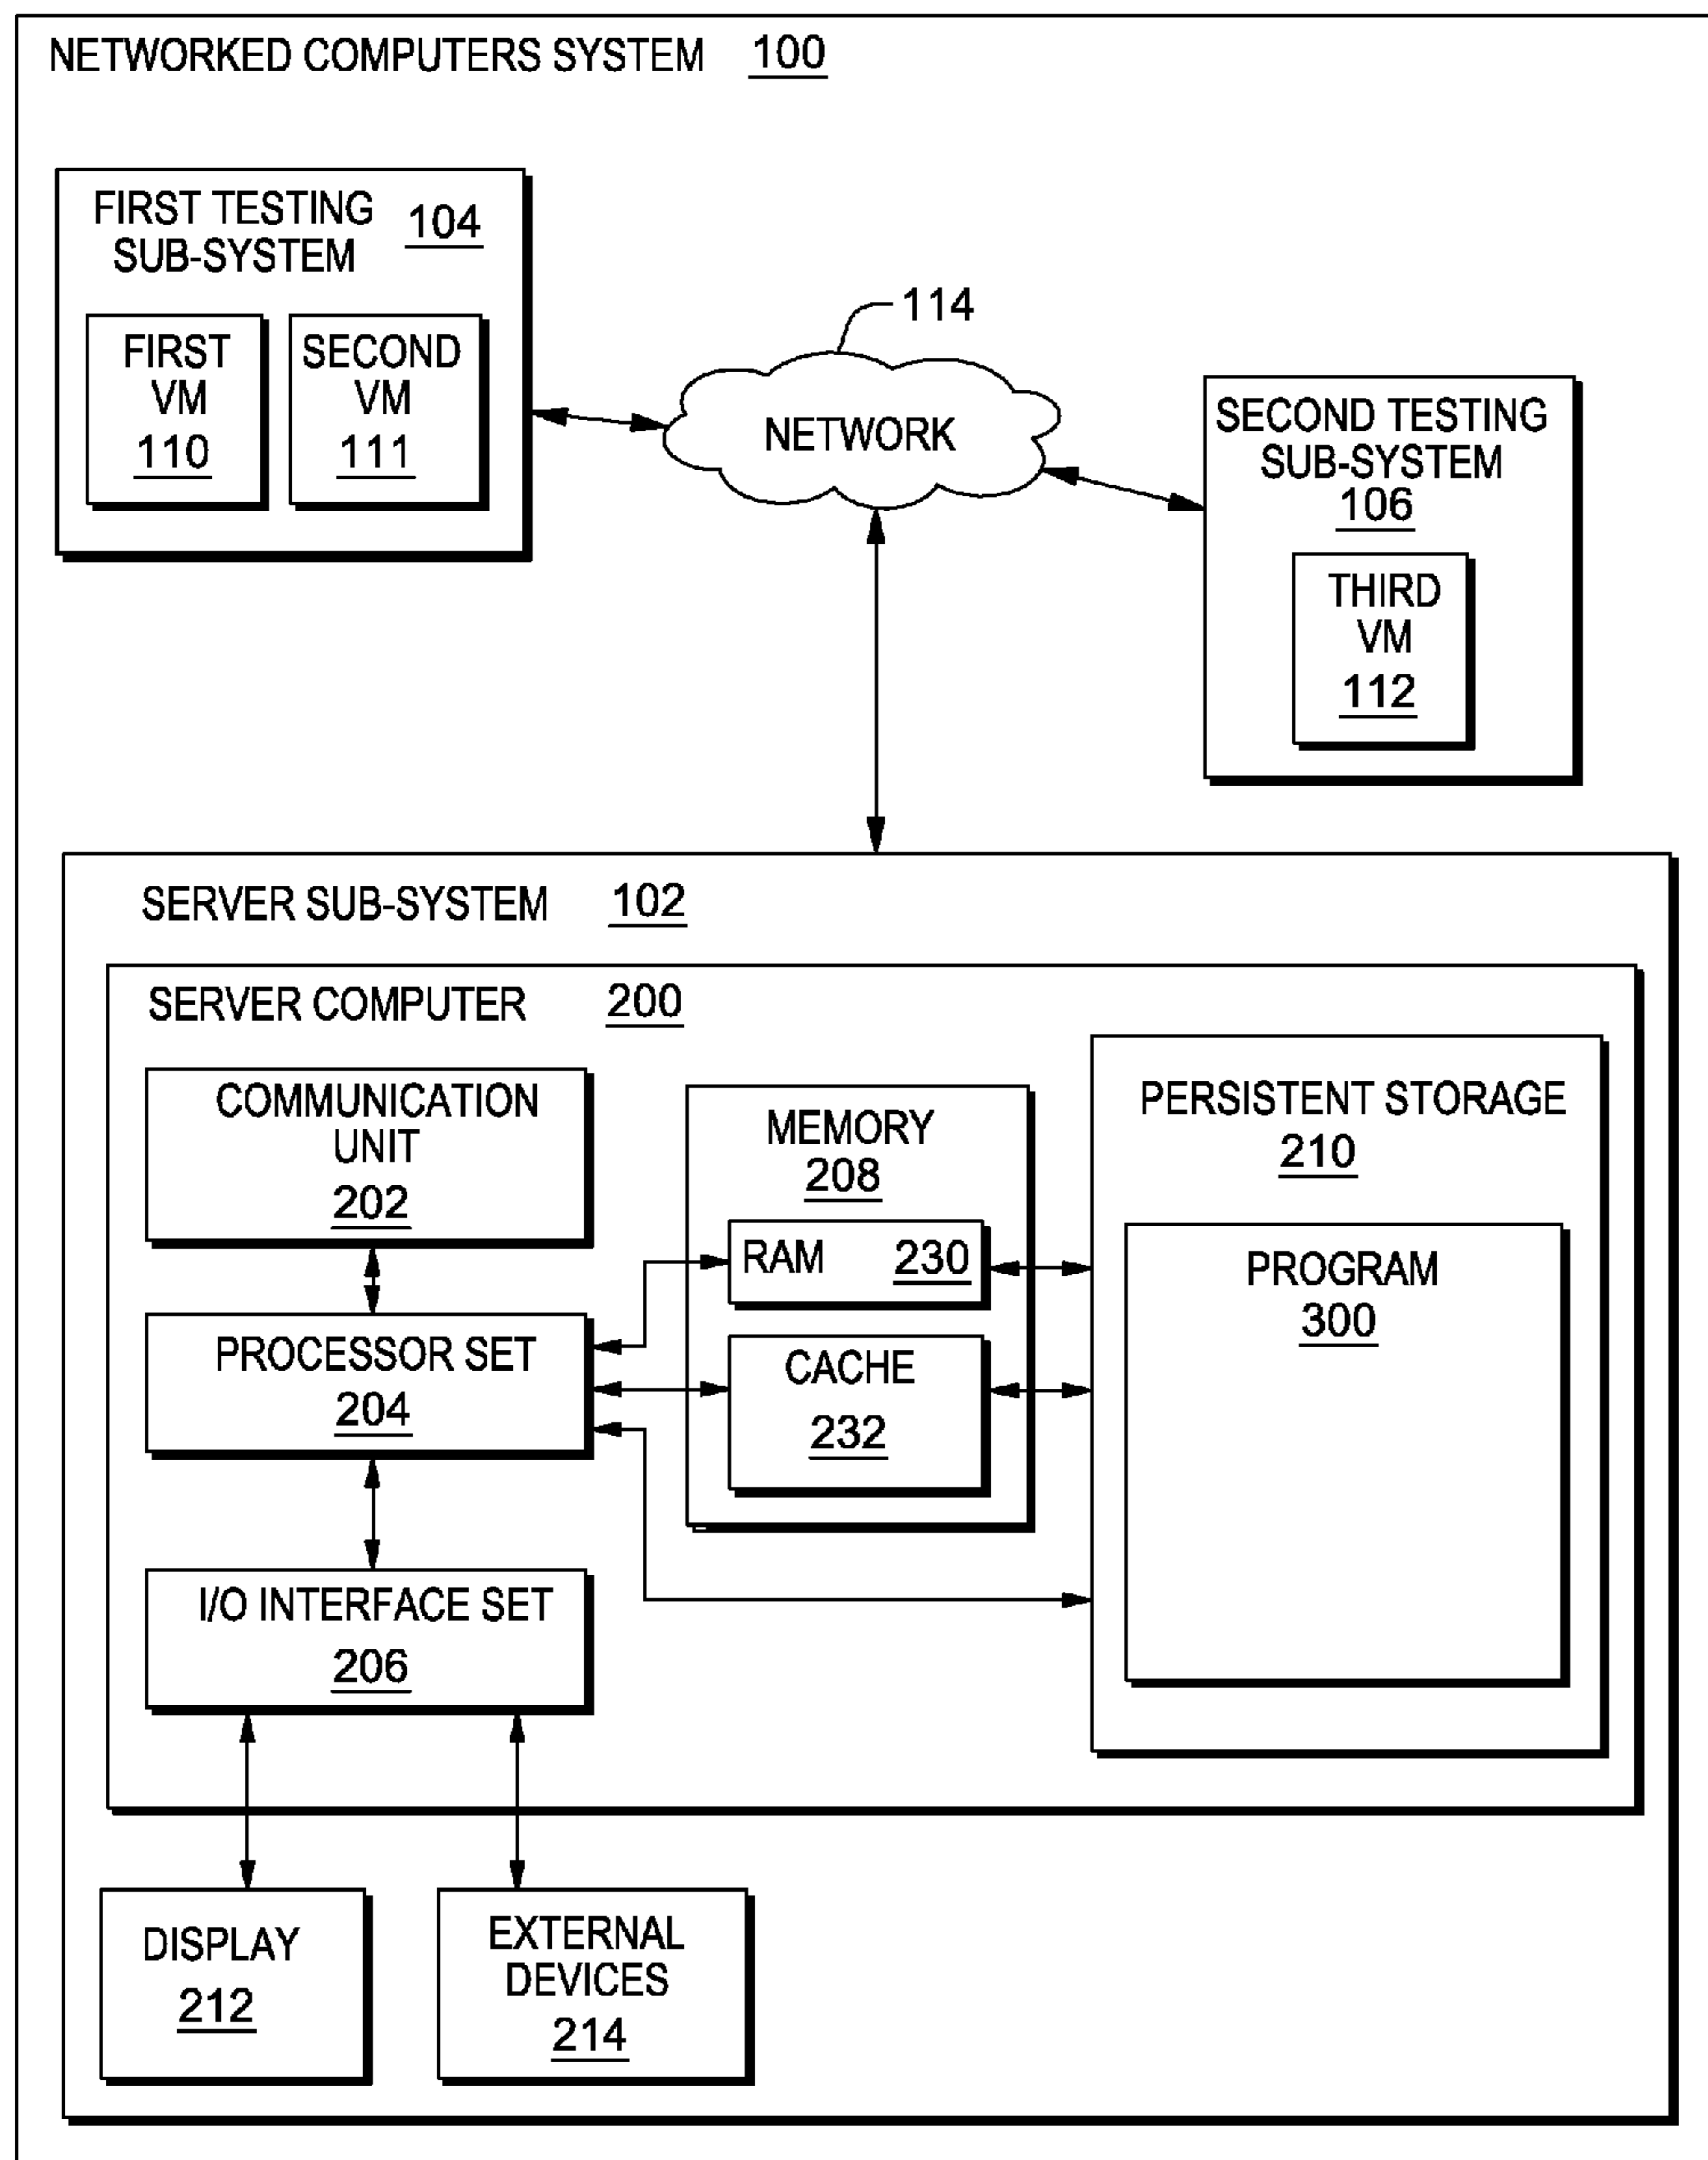 NETWORKED COMPUTERS SYSTEM 100
FIRST TESTING
SUB-SYSTEM 104
FIRST
VM
110
SECOND
VM
111
114
NETWORK
SECOND TESTING
SUB-SYSTEM
106
THIRD
VM
112
SERVER SUB-SYSTEM 102
SERVER COMPUTER 200
COMMUNICATION
UNIT
202
PROCESSOR SET
204
I/O INTERFACE SET
206
MEMORY
208
RAM 230
CACHE
232
PERSISTENT STORAGE
210
PROGRAM
300
DISPLAY
212
EXTERNAL
DEVICES
214